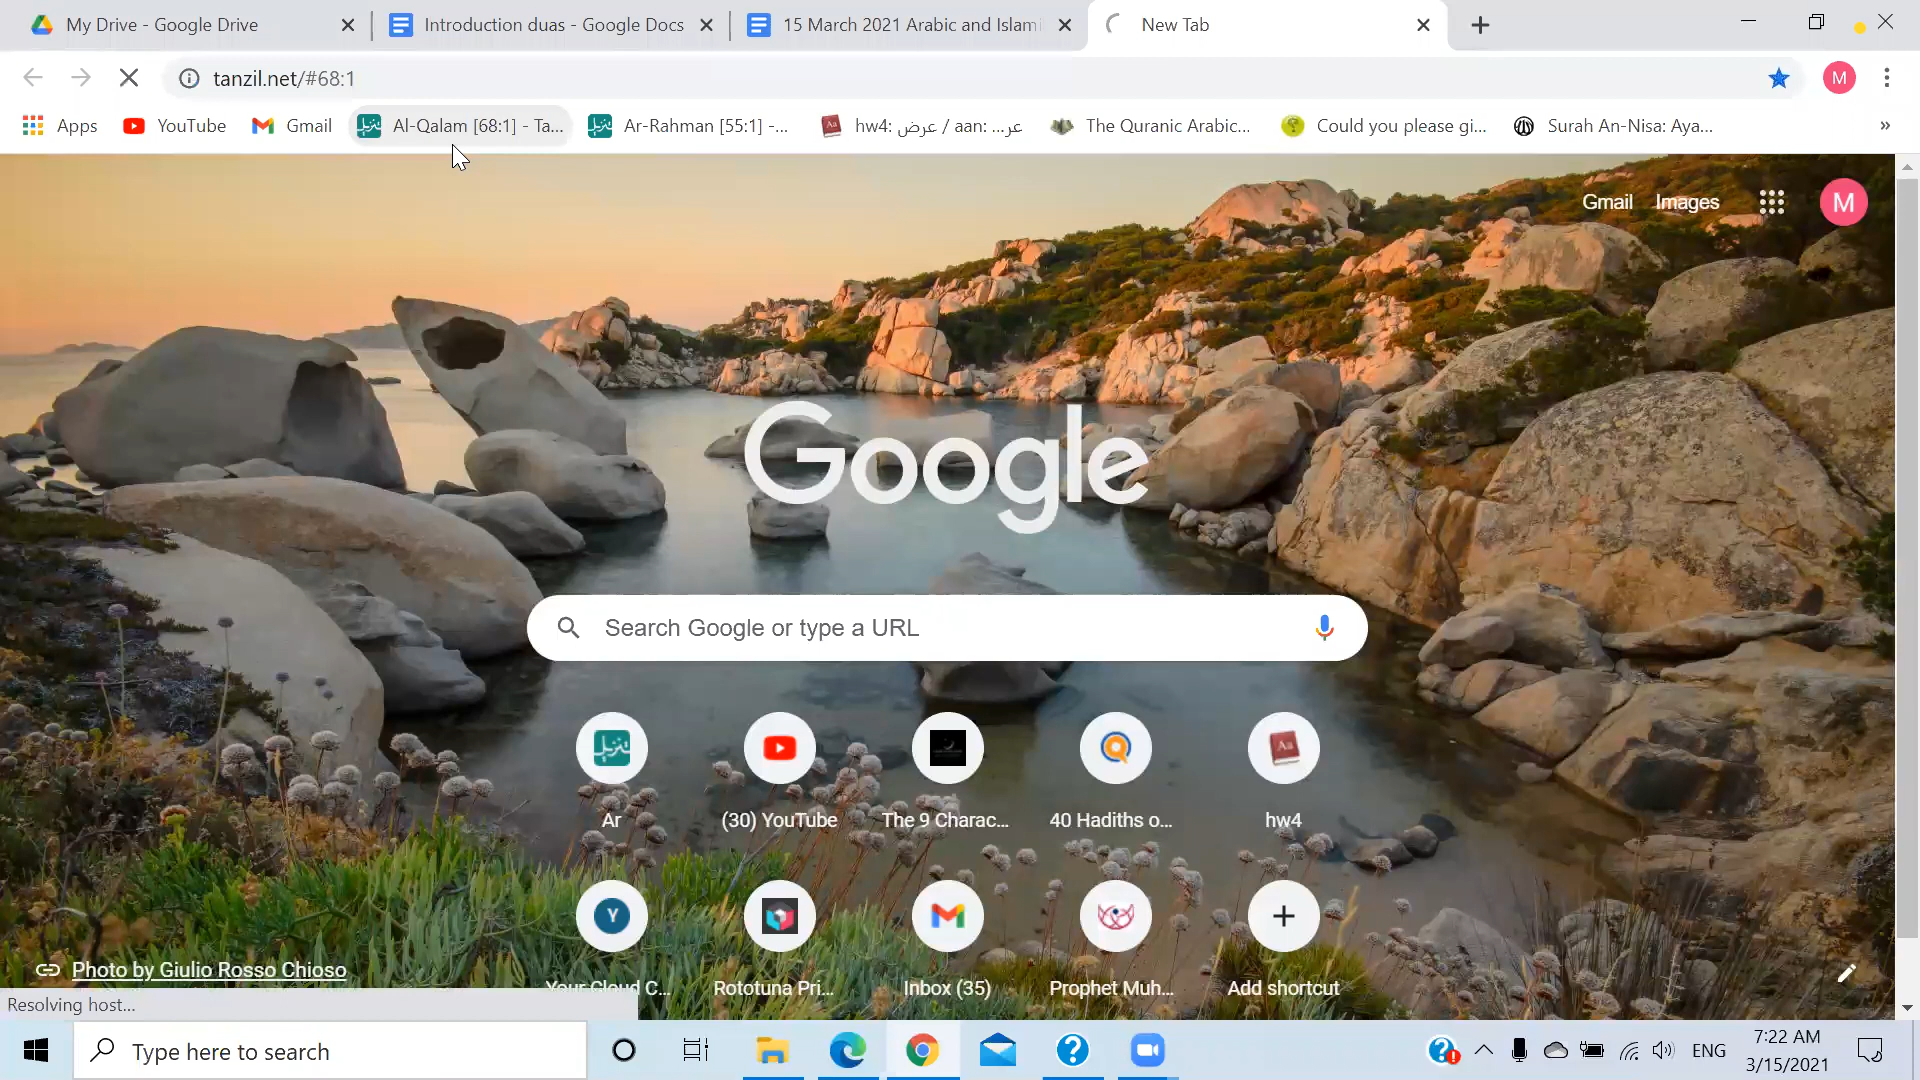 My Drive - Google Drive
Introduction duas - Google Docs
15 March 2021 Arabic and Islami
New Tab
tanzil.net/#68:1
M
Apps
YouTube
Gmail
Al-Qalam [68:1] - Ta...
Ar-Rahman [55:1] -...
hw4: عرض / aan: ...عر
The Quranic Arabic...
Could you please gi...
Surah An-Nisa: Aya...
»
Gmail
Images
M
Google
Search Google or type a URL
Ar
(30) YouTube
The 9 Charac...
40 Hadiths o...
hw4
Y
Your Cloud C...
Rototuna Pri...
Inbox (35)
Prophet Muh...
Add shortcut
Photo by Giulio Rosso Chioso
Resolving host...
Type here to search
ENG
7:22 AM
3/15/2021